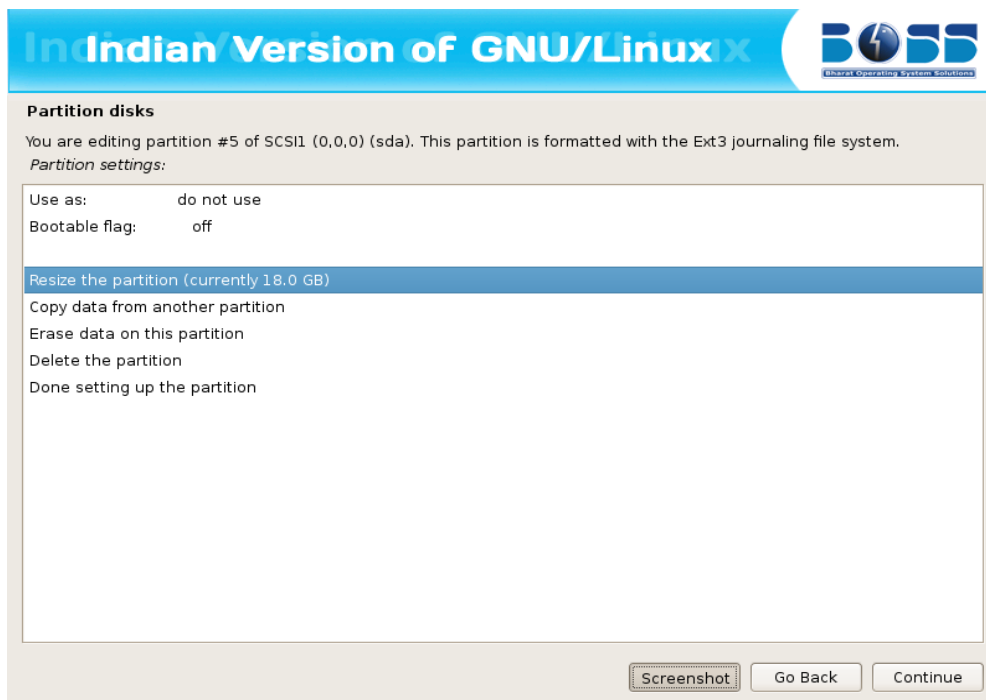 Indian Version of GNU/Linux
BOSS
Bharat Operating System Solutions
Partition disks
You are editing partition #5 of SCSI1 (0,0,0) (sda). This partition is formatted with the Ext3 journaling file system.
Partition settings:
Use as: do not use
Bootable flag: off
Resize the partition (currently 18.0 GB)
Copy data from another partition
Erase data on this partition
Delete the partition
Done setting up the partition
Screenshot Go Back Continue